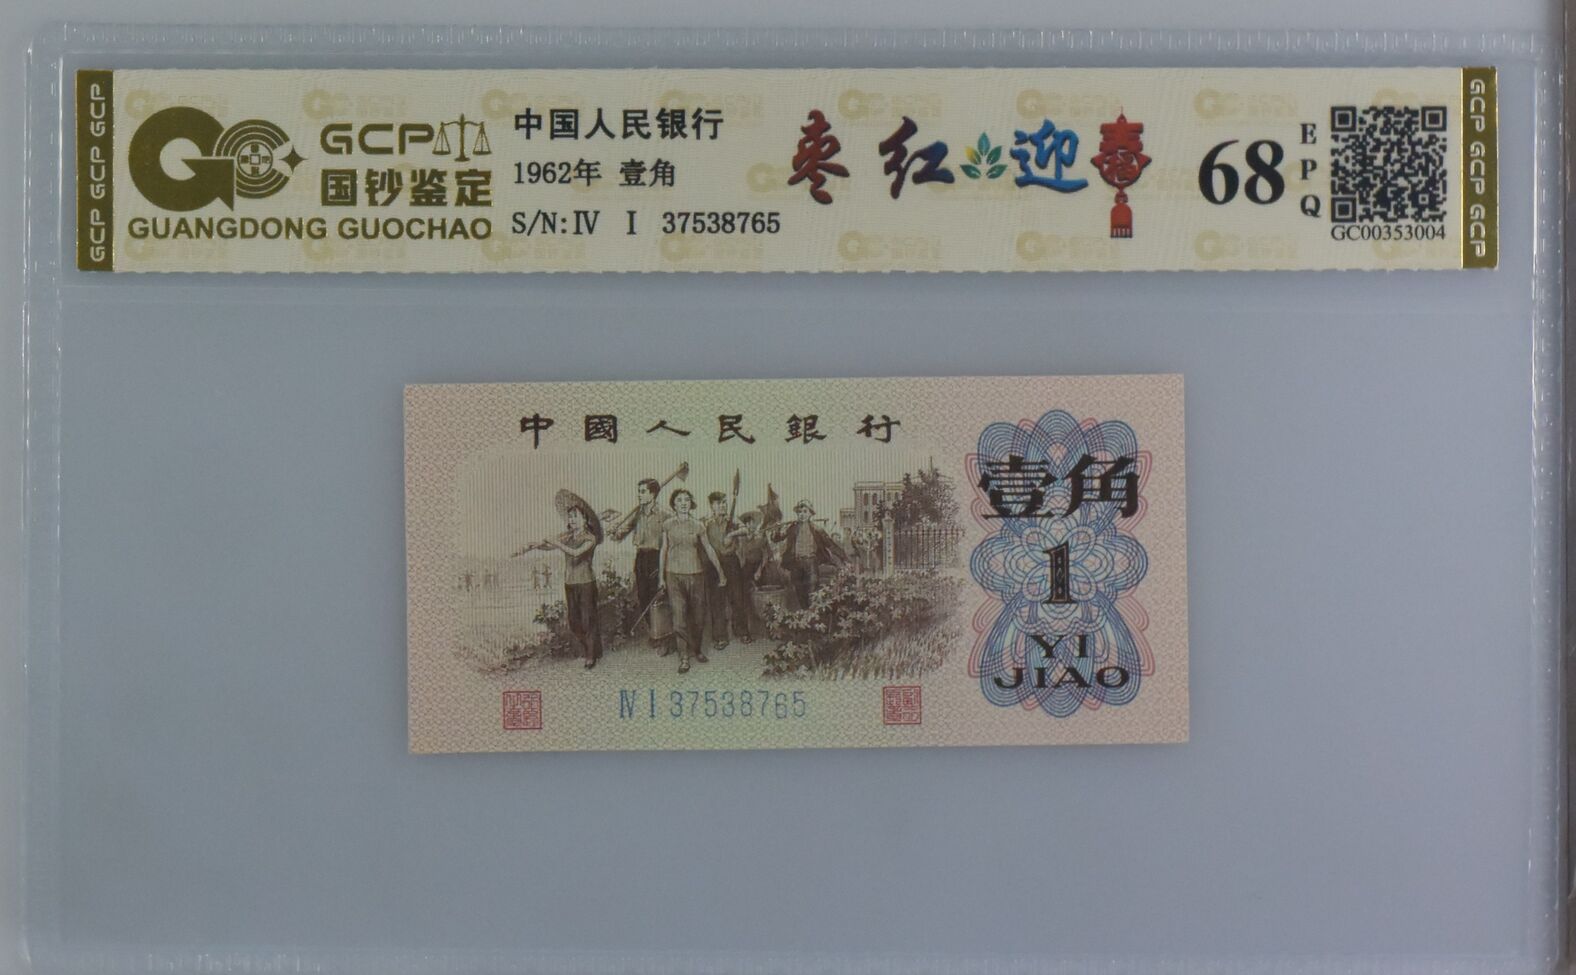 GCP GCP GCP
GCP
国钞鉴定
GUANGDONG GUOCHAO
中国人民银行
1962年 壹角
S/N: IV I 37538765
枣红迎春
68
EPQ
GC00353004
GCP GCP GCP
中國人民銀行
壹角
1
YI
JIAO
IV I 37538765